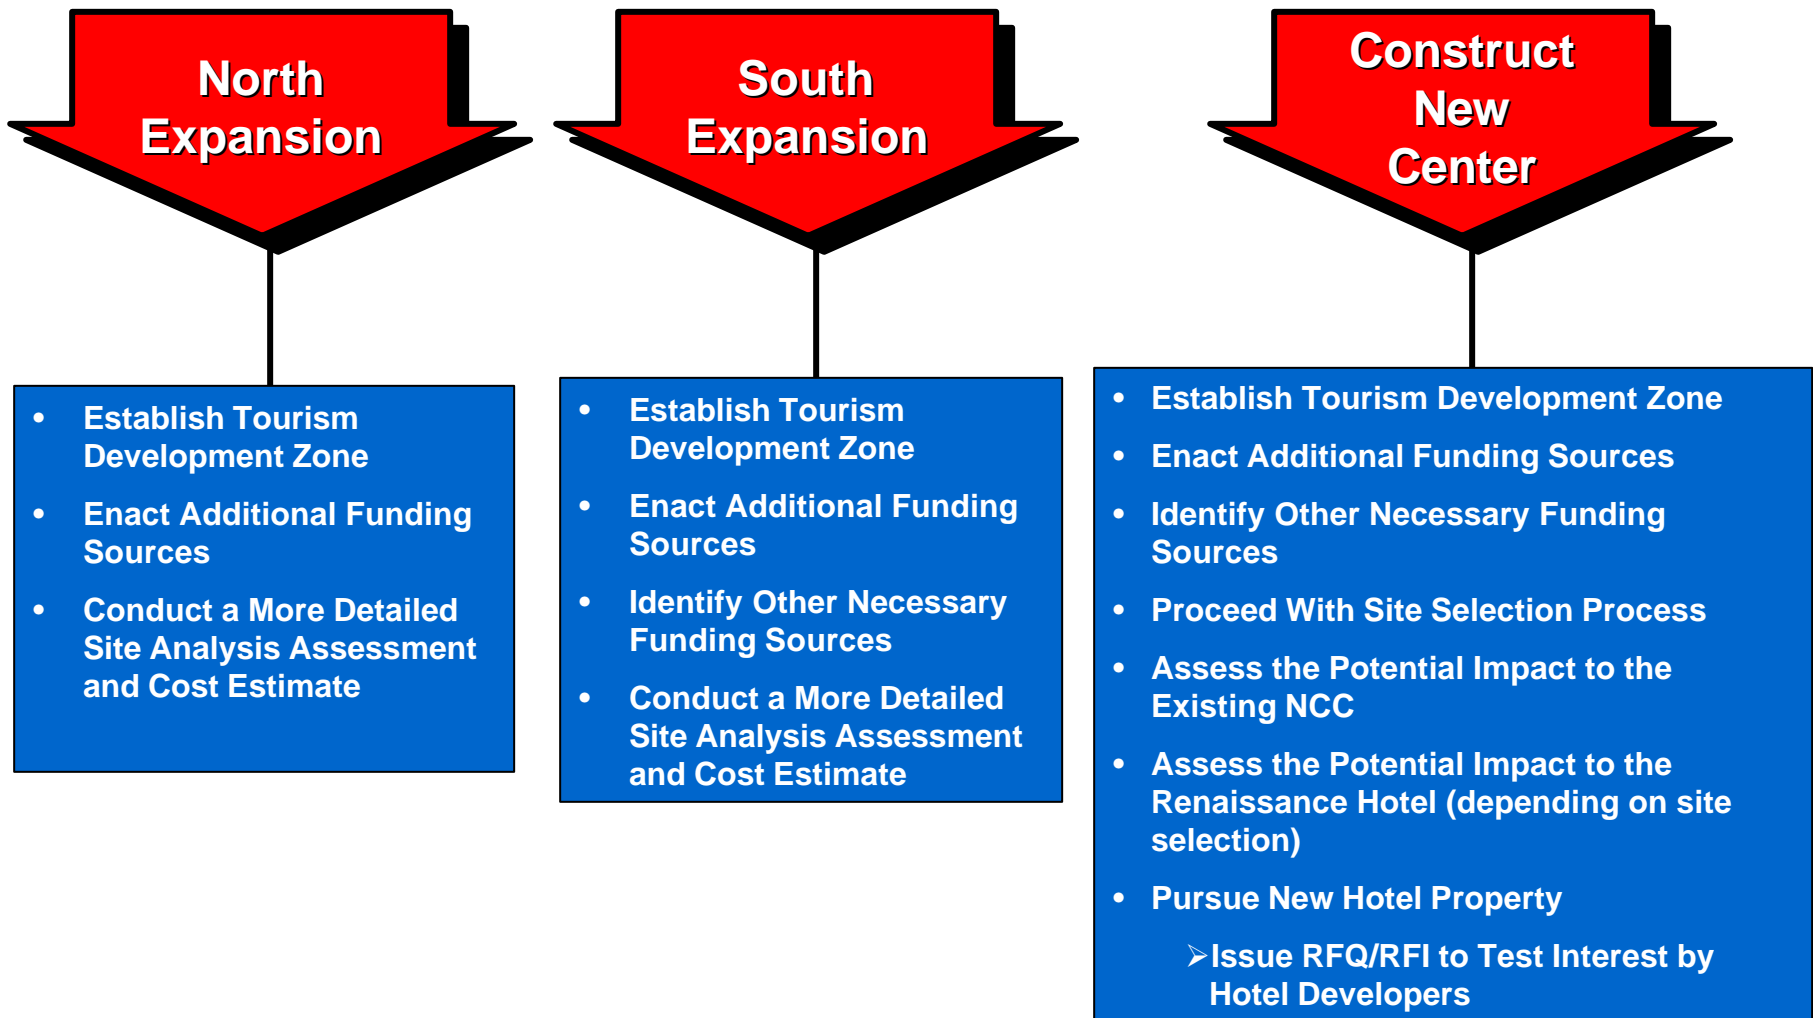 North
Expansion
• Establish Tourism
Development Zone
• Enact Additional Funding
Sources
• Conduct a More Detailed
Site Analysis Assessment
and Cost Estimate
South
Expansion
• Establish Tourism
Development Zone
• Enact Additional Funding
Sources
• Identify Other Necessary
Funding Sources
• Conduct a More Detailed
Site Analysis Assessment
and Cost Estimate
Construct
New
Center
• Establish Tourism Development Zone
• Enact Additional Funding Sources
• Identify Other Necessary Funding
Sources
• Proceed With Site Selection Process
• Assess the Potential Impact to the
Existing NCC
• Assess the Potential Impact to the
Renaissance Hotel (depending on site
selection)
• Pursue New Hotel Property
➢Issue RFQ/RFI to Test Interest by
Hotel Developers